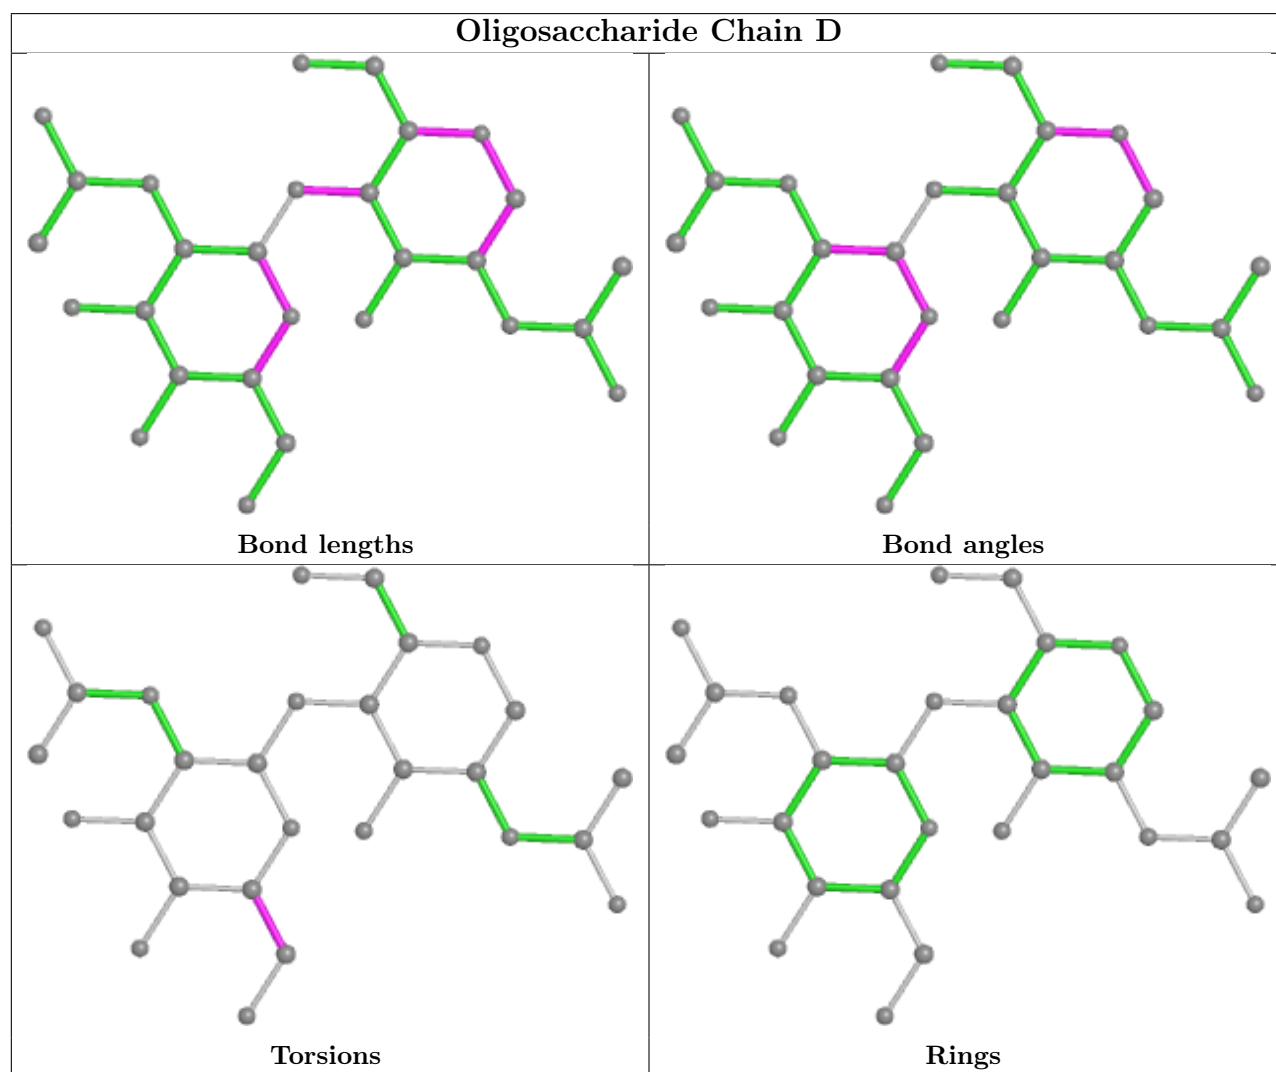 Oligosaccharide Chain D
Bond lengths
Bond angles
Torsions
Rings